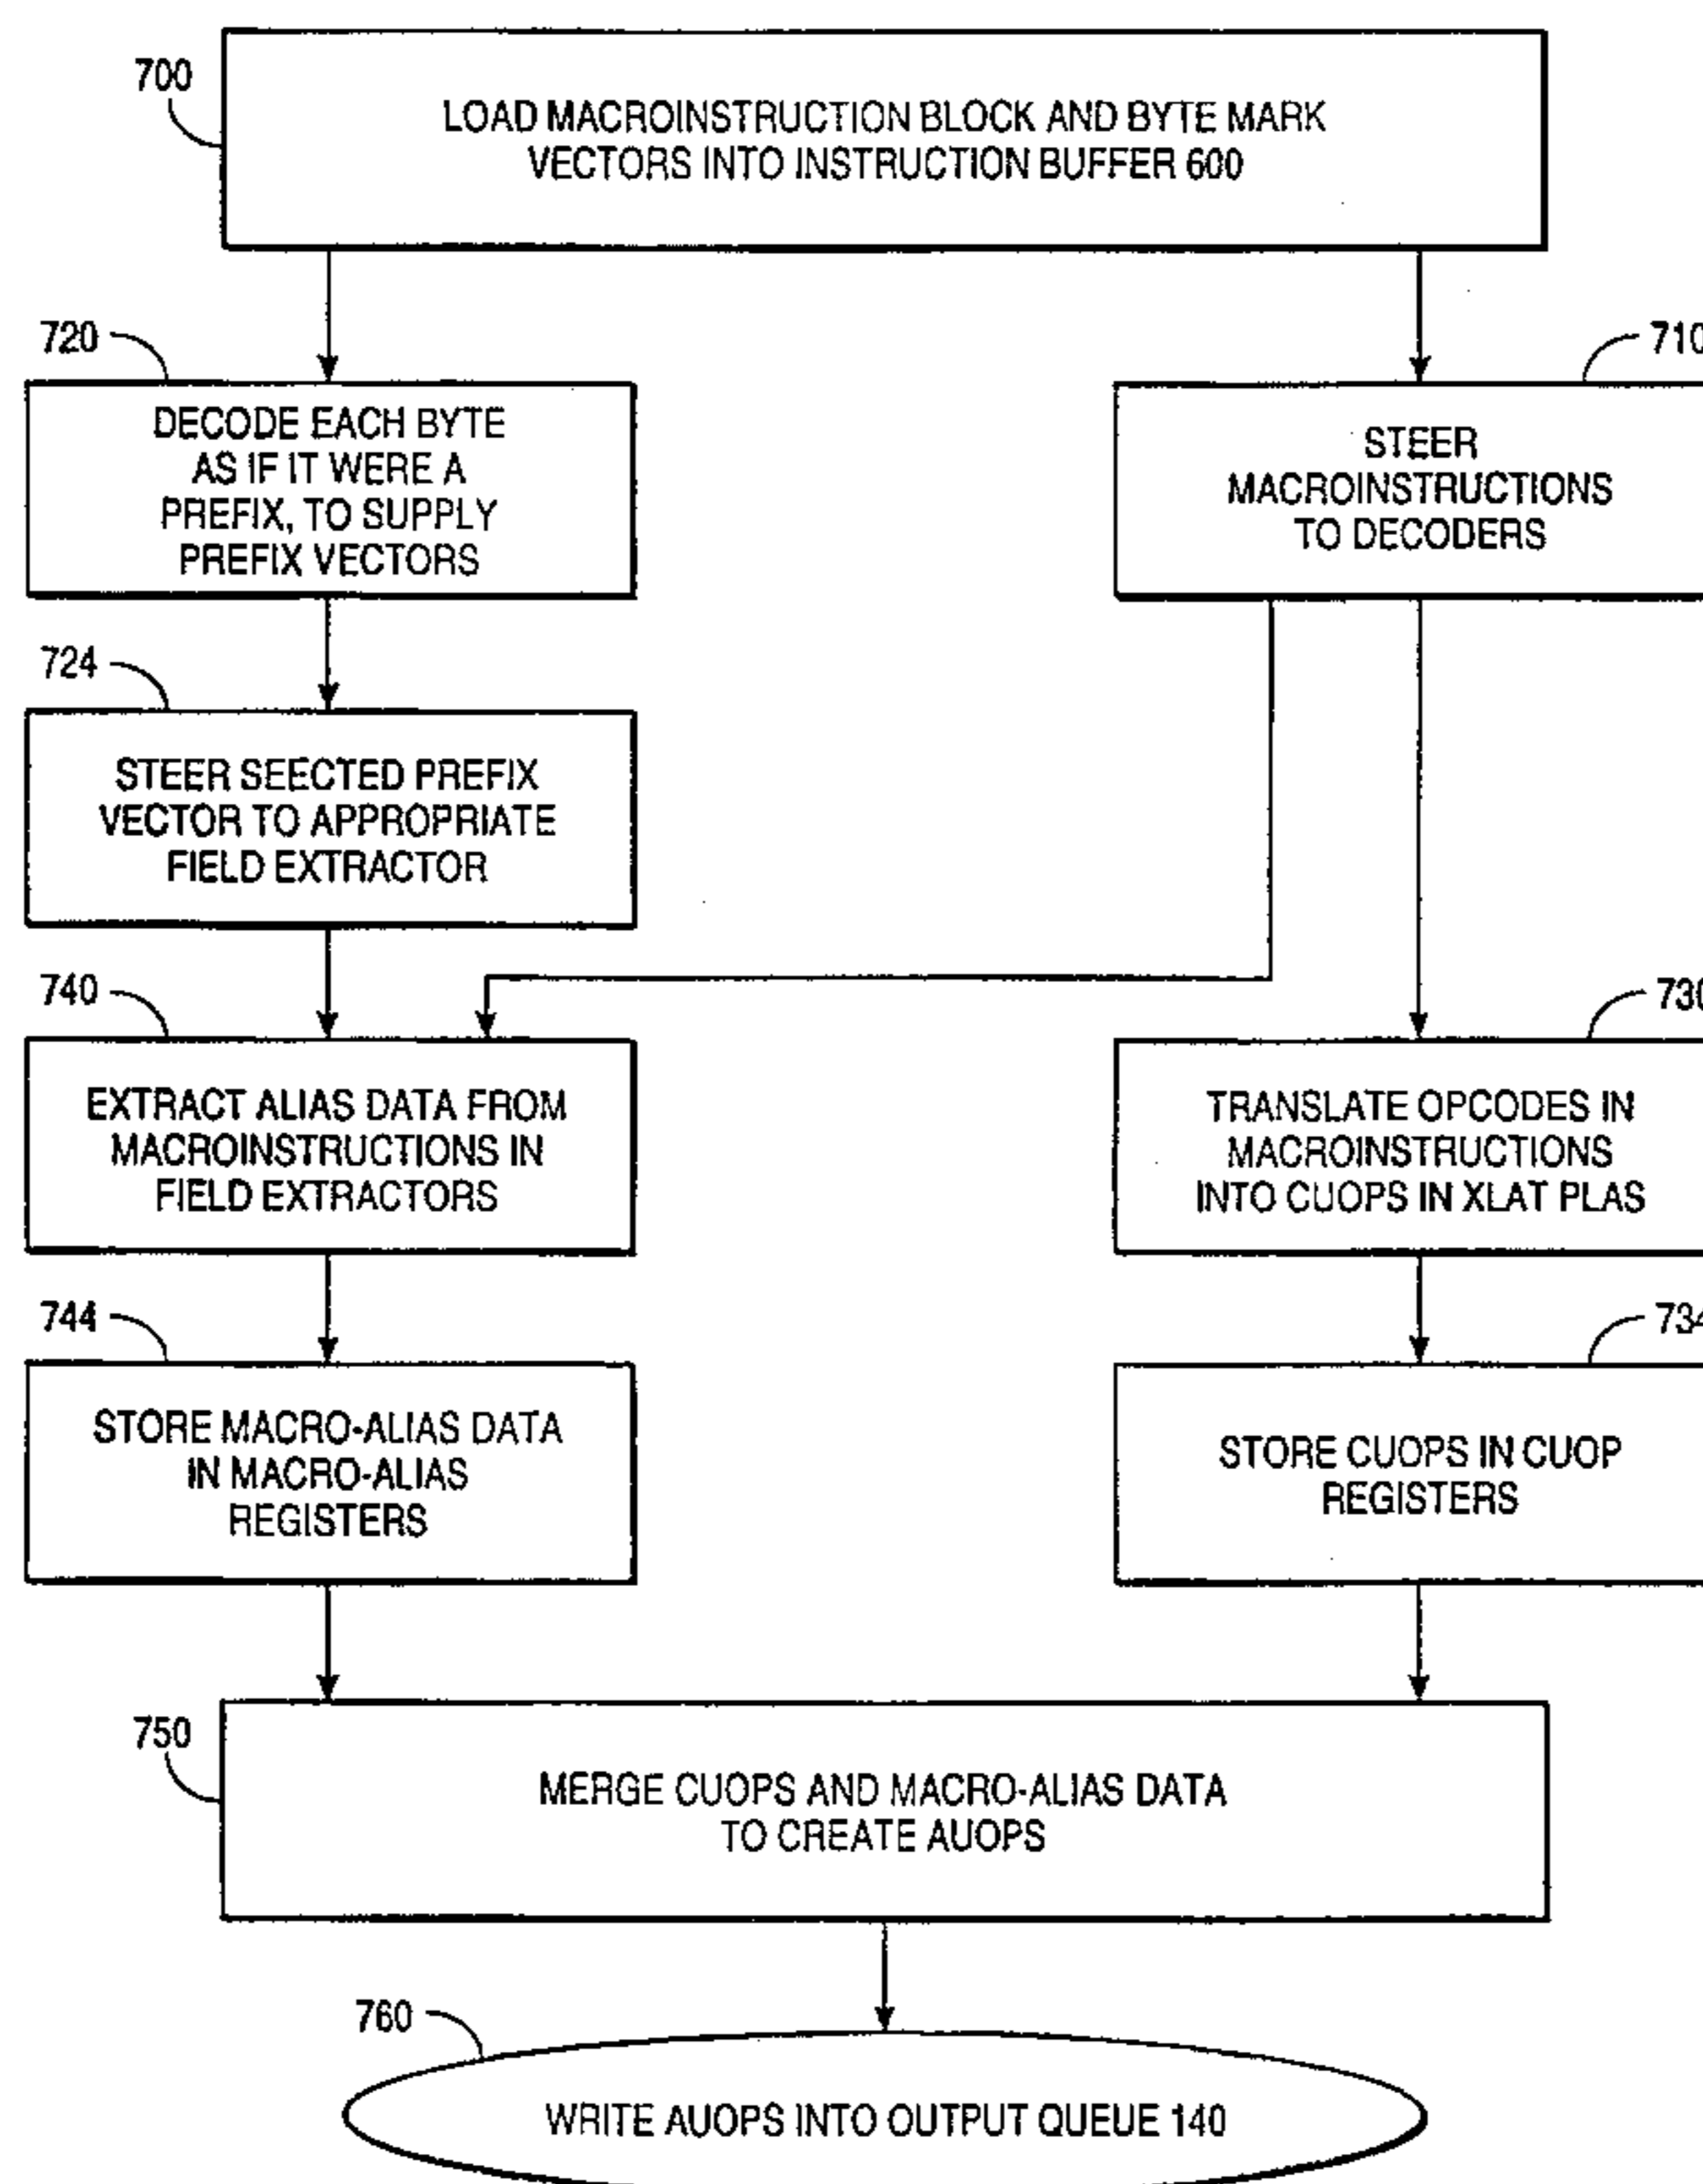 700
LOAD MACROINSTRUCTION BLOCK AND BYTE MARK
VECTORS INTO INSTRUCTION BUFFER 600
720
DECODE EACH BYTE
AS IF IT WERE A
PREFIX, TO SUPPLY
PREFIX VECTORS
710
STEER
MACROINSTRUCTIONS
TO DECODERS
724
STEER SEECTED PREFIX
VECTOR TO APPROPRIATE
FIELD EXTRACTOR
740
EXTRACT ALIAS DATA FROM
MACROINSTRUCTIONS IN
FIELD EXTRACTORS
730
TRANSLATE OPCODES IN
MACROINSTRUCTIONS
INTO CUOPS IN XLAT PLAS
744
STORE MACRO-ALIAS DATA
IN MACRO-ALIAS
REGISTERS
734
STORE CUOPS IN CUOP
REGISTERS
750
MERGE CUOPS AND MACRO-ALIAS DATA
TO CREATE AUOPS
760
WRITE AUOPS INTO OUTPUT QUEUE 140